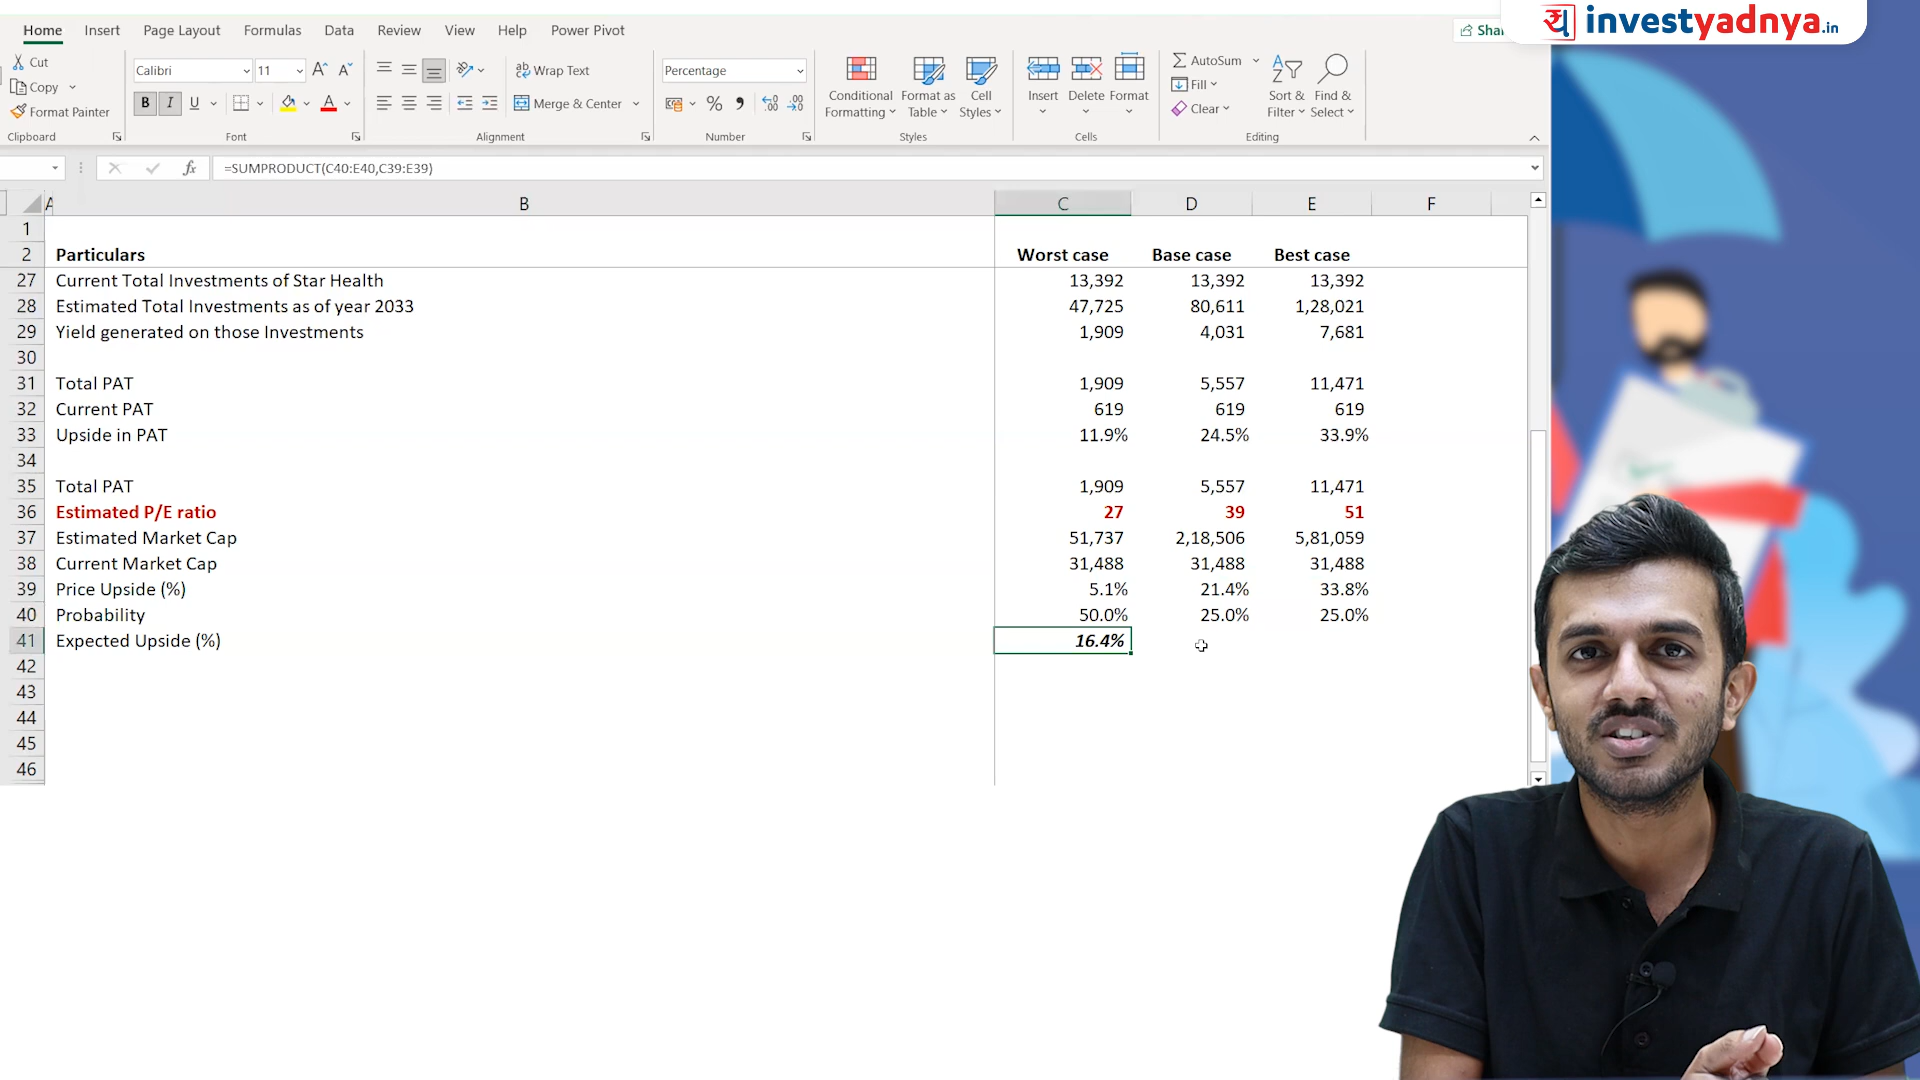 Home Insert Page Layout Formulas Data Review View Help Power Pivot
यी investyadnya.in
Cut
Copy
Format Painter
Clipboard
Calibri 11
B I U
Font
Wrap Text
Merge & Center
Alignment
Percentage
Number
Conditional Formatting
Format as Table
Cell Styles
Styles
Insert Delete Format
Cells
AutoSum
Fill
Clear
Sort & Filter
Find & Select
Editing
fx =SUMPRODUCT(C40:E40,C39:E39)
A B C D E F
1
2 Particulars Worst case Base case Best case
27 Current Total Investments of Star Health 13,392 13,392 13,392
28 Estimated Total Investments as of year 2033 47,725 80,611 1,28,021
29 Yield generated on those Investments 1,909 4,031 7,681
30
31 Total PAT 1,909 5,557 11,471
32 Current PAT 619 619 619
33 Upside in PAT 11.9% 24.5% 33.9%
34
35 Total PAT 1,909 5,557 11,471
36 Estimated P/E ratio 27 39 51
37 Estimated Market Cap 51,737 2,18,506 5,81,059
38 Current Market Cap 31,488 31,488 31,488
39 Price Upside (%) 5.1% 21.4% 33.8%
40 Probability 50.0% 25.0% 25.0%
41 Expected Upside (%) 16.4%
42
43
44
45
46